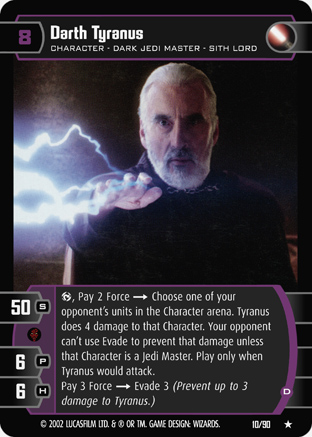 8
Darth Tyranus
CHARACTER - DARK JEDI MASTER - SITH LORD
50 S
6 P
6 H
, Pay 2 Force → Choose one of your
opponent's units in the Character arena. Tyranus
does 4 damage to that Character. Your opponent
can't use Evade to prevent that damage unless
that Character is a Jedi Master. Play only when
Tyranus would attack.
Pay 3 Force → Evade 3 (Prevent up to 3
damage to Tyranus.)
D
© 2002 LUCASFILM LTD. & ® OR TM. GAME DESIGN: WIZARDS.
10/90 ★